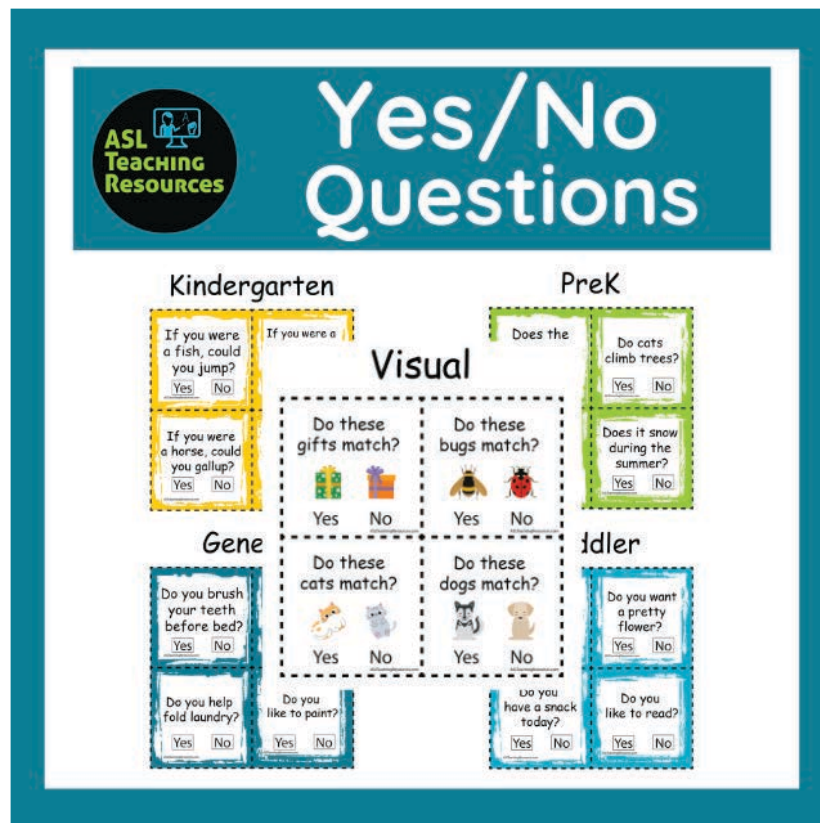 ASL
Teaching
Resources
Yes/No
Questions
Kindergarten
PreK
If you were
a fish, could
you jump?
Yes No
If you were a
If you were
a horse, could
you gallup?
Yes No
Does the
Do cats
climb trees?
Yes No
Does it snow
during the
summer?
Yes No
Visual
Do these
gifts match?
Yes No
Do these
bugs match?
Yes No
Do these
cats match?
Yes No
Do these
dogs match?
Yes No
Gene
ddler
Do you brush
your teeth
before bed?
Yes No
Do you help
fold laundry?
Yes No
Do you
like to paint?
Yes No
Do you want
a pretty
flower?
Yes No
Do you
have a snack
today?
Yes No
Do you
like to read?
Yes No